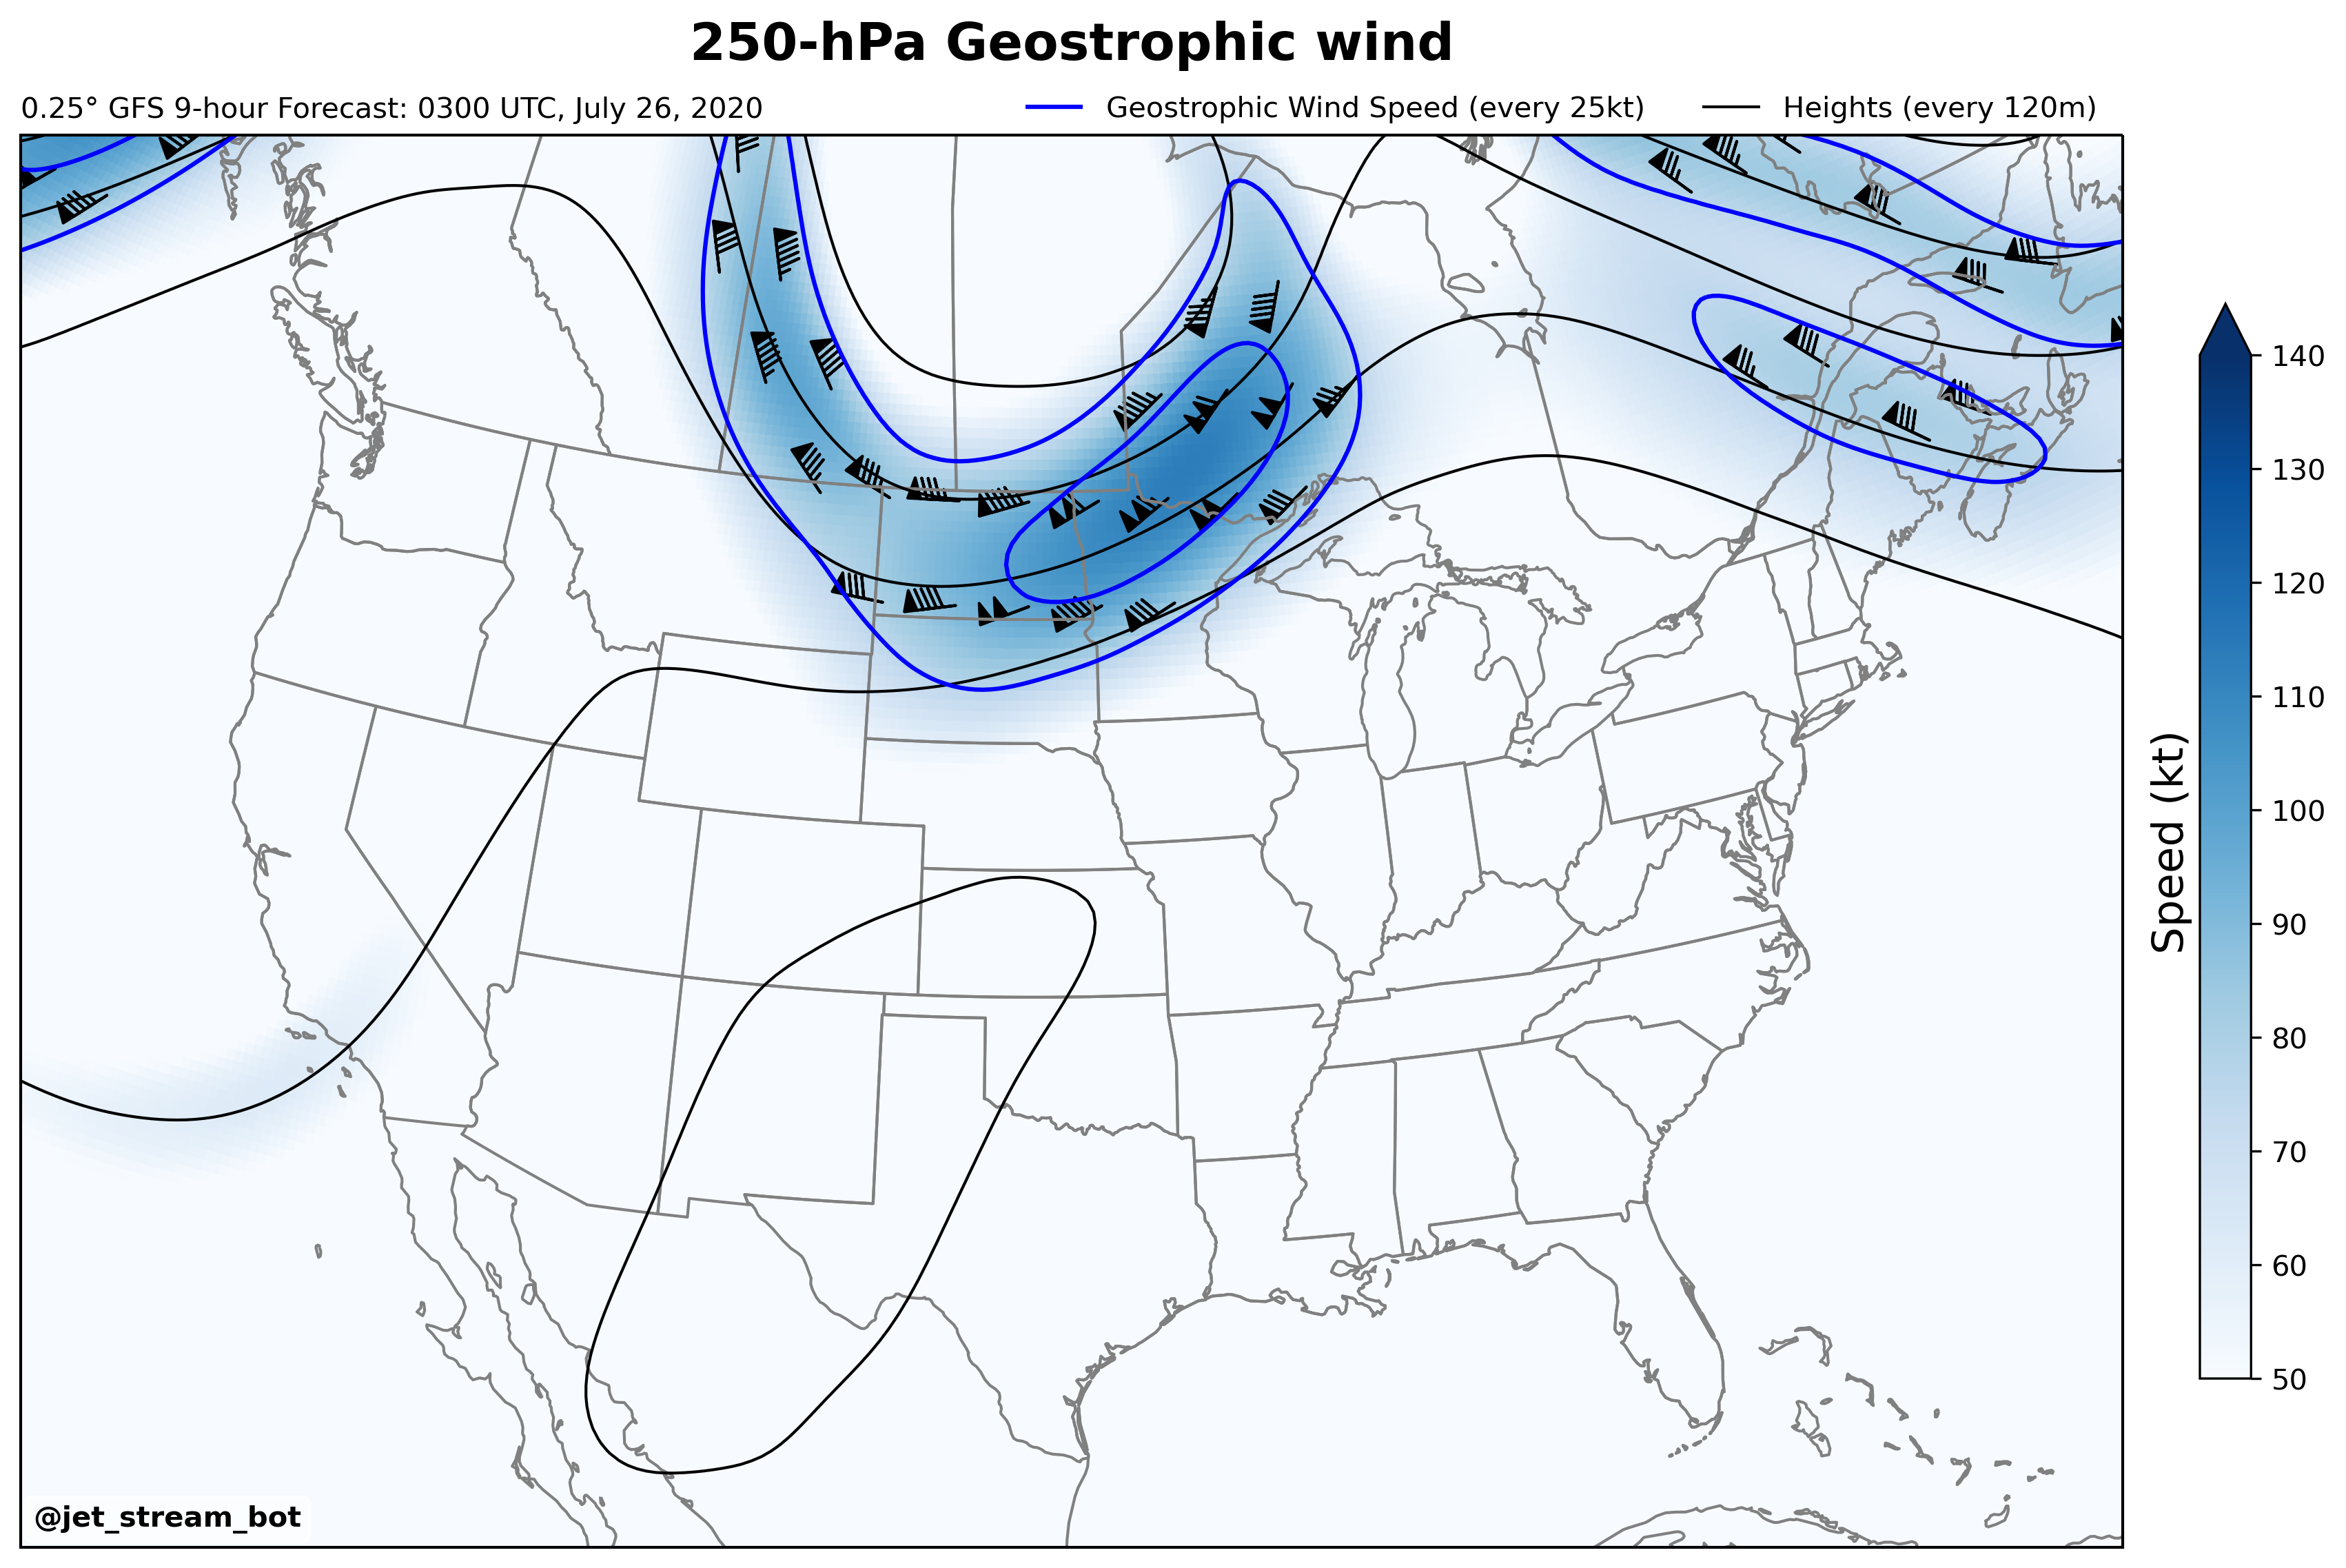 250-hPa Geostrophic wind
0.25° GFS 9-hour Forecast: 0300 UTC, July 26, 2020
Geostrophic Wind Speed (every 25kt)
Heights (every 120m)
140
130
120
110
100
90
80
70
60
50
Speed (kt)
@jet_stream_bot